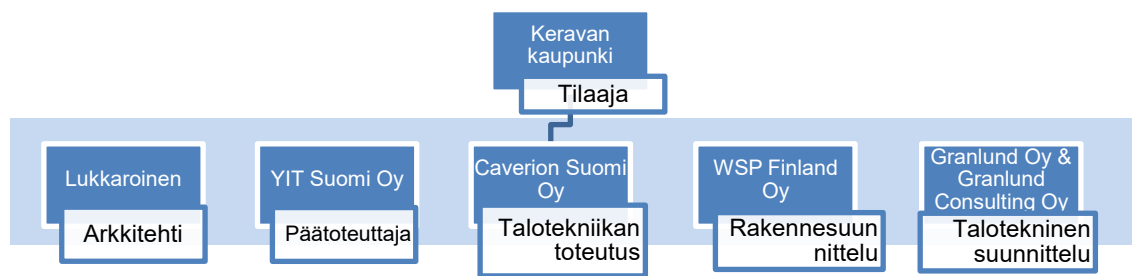 Keravan
kaupunki
Tilaaja
Lukkaroinen
Arkkitehti
YIT Suomi Oy
Päätoteuttaja
Caverion Suomi
Oy
Talotekniikan
toteutus
WSP Finland
Oy
Rakennesuun
nittelu
Granlund Oy &
Granlund
Consulting Oy
Talotekninen
suunnittelu